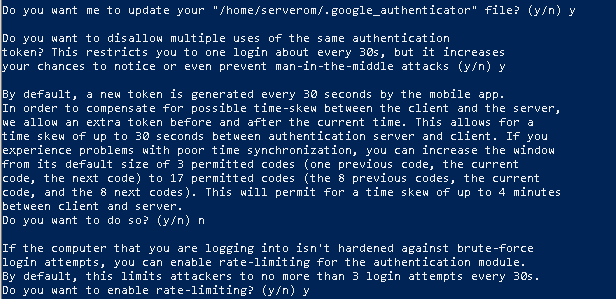 Do you want me to update your "/home/serverom/.google_authenticator" file? (y/n) y
Do you want to disallow multiple uses of the same authentication
token? This restricts you to one login about every 30s, but it increases
your chances to notice or even prevent man-in-the-middle attacks (y/n) y
By default, a new token is generated every 30 seconds by the mobile app.
In order to compensate for possible time-skew between the client and the server,
we allow an extra token before and after the current time. This allows for a
time skew of up to 30 seconds between authentication server and client. If you
experience problems with poor time synchronization, you can increase the window
from its default size of 3 permitted codes (one previous code, the current
code, the next code) to 17 permitted codes (the 8 previous codes, the current
code, and the 8 next codes). This will permit for a time skew of up to 4 minutes
between client and server.
Do you want to do so? (y/n) n
If the computer that you are logging into isn't hardened against brute-force
login attempts, you can enable rate-limiting for the authentication module.
By default, this limits attackers to no more than 3 login attempts every 30s.
Do you want to enable rate-limiting? (y/n) y